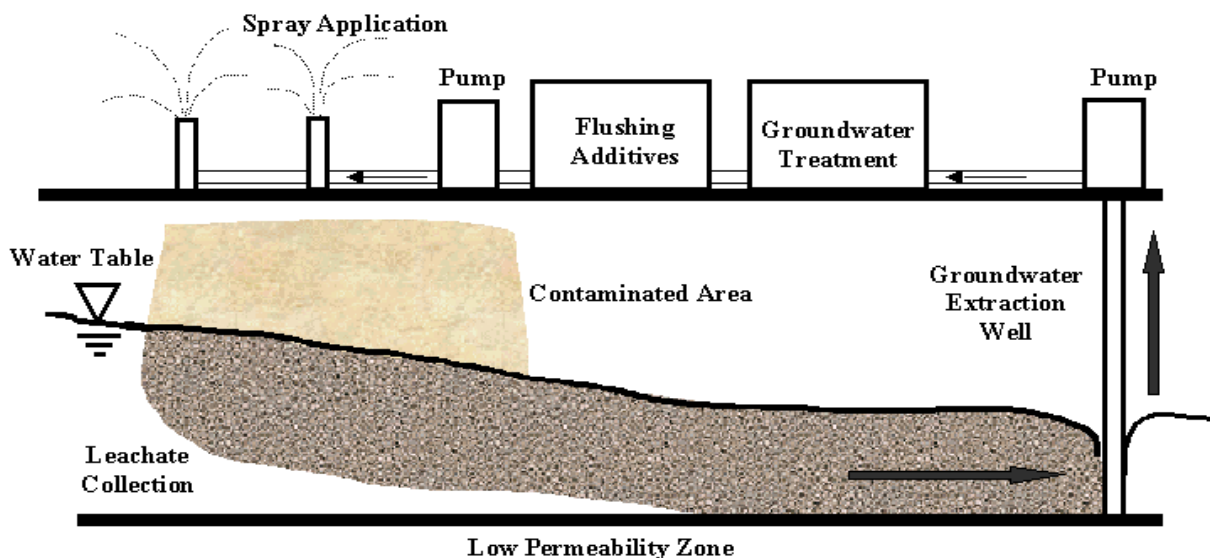 Spray Application
Pump
Pump
Flushing
Additives
Groundwater
Treatment
Water Table
Contaminated Area
Groundwater
Extraction
Well
Leachate
Collection
Low Permeability Zone